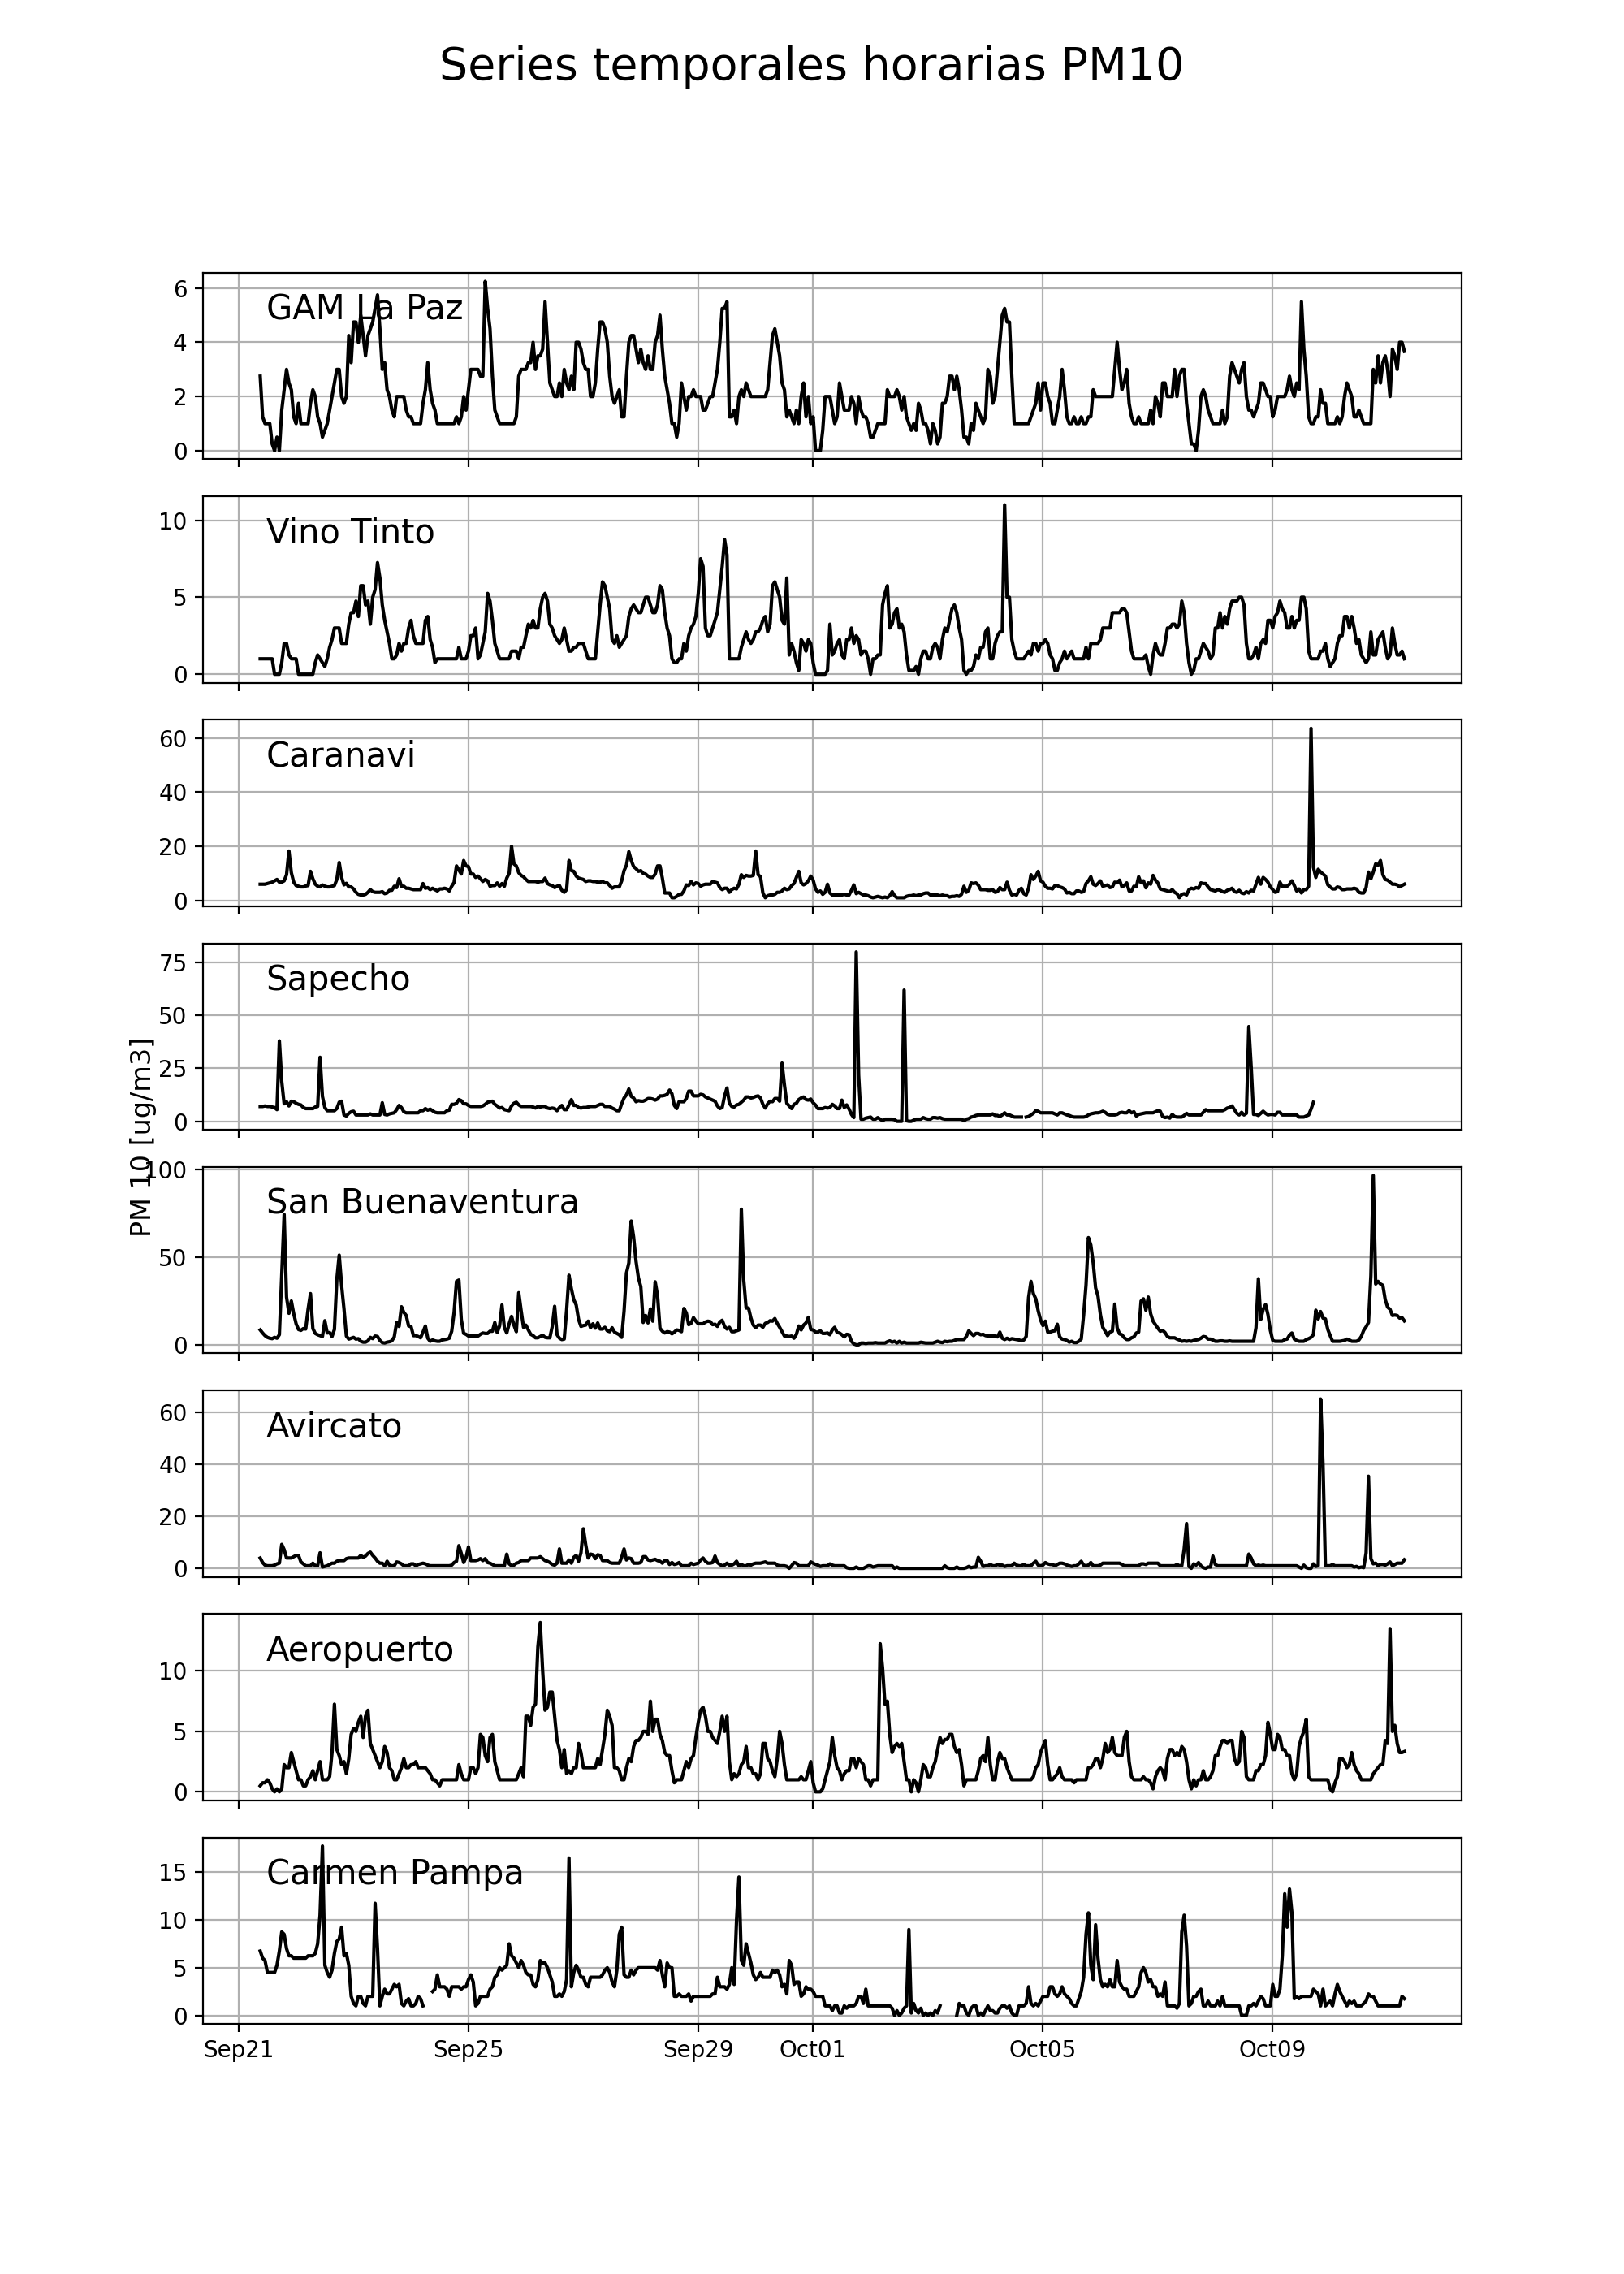 Series temporales horarias PM10
6
GAM La Paz
4
2
0
10
Vino Tinto
5
0
60
Caranavi
40
20
0
75
Sapecho
50
25
0
PM 10 [ug/m3]
100
San Buenaventura
50
0
60
Avircato
40
20
0
Aeropuerto
10
5
0
15
Carmen Pampa
10
5
0
Sep21 Sep25 Sep29 Oct01 Oct05 Oct09